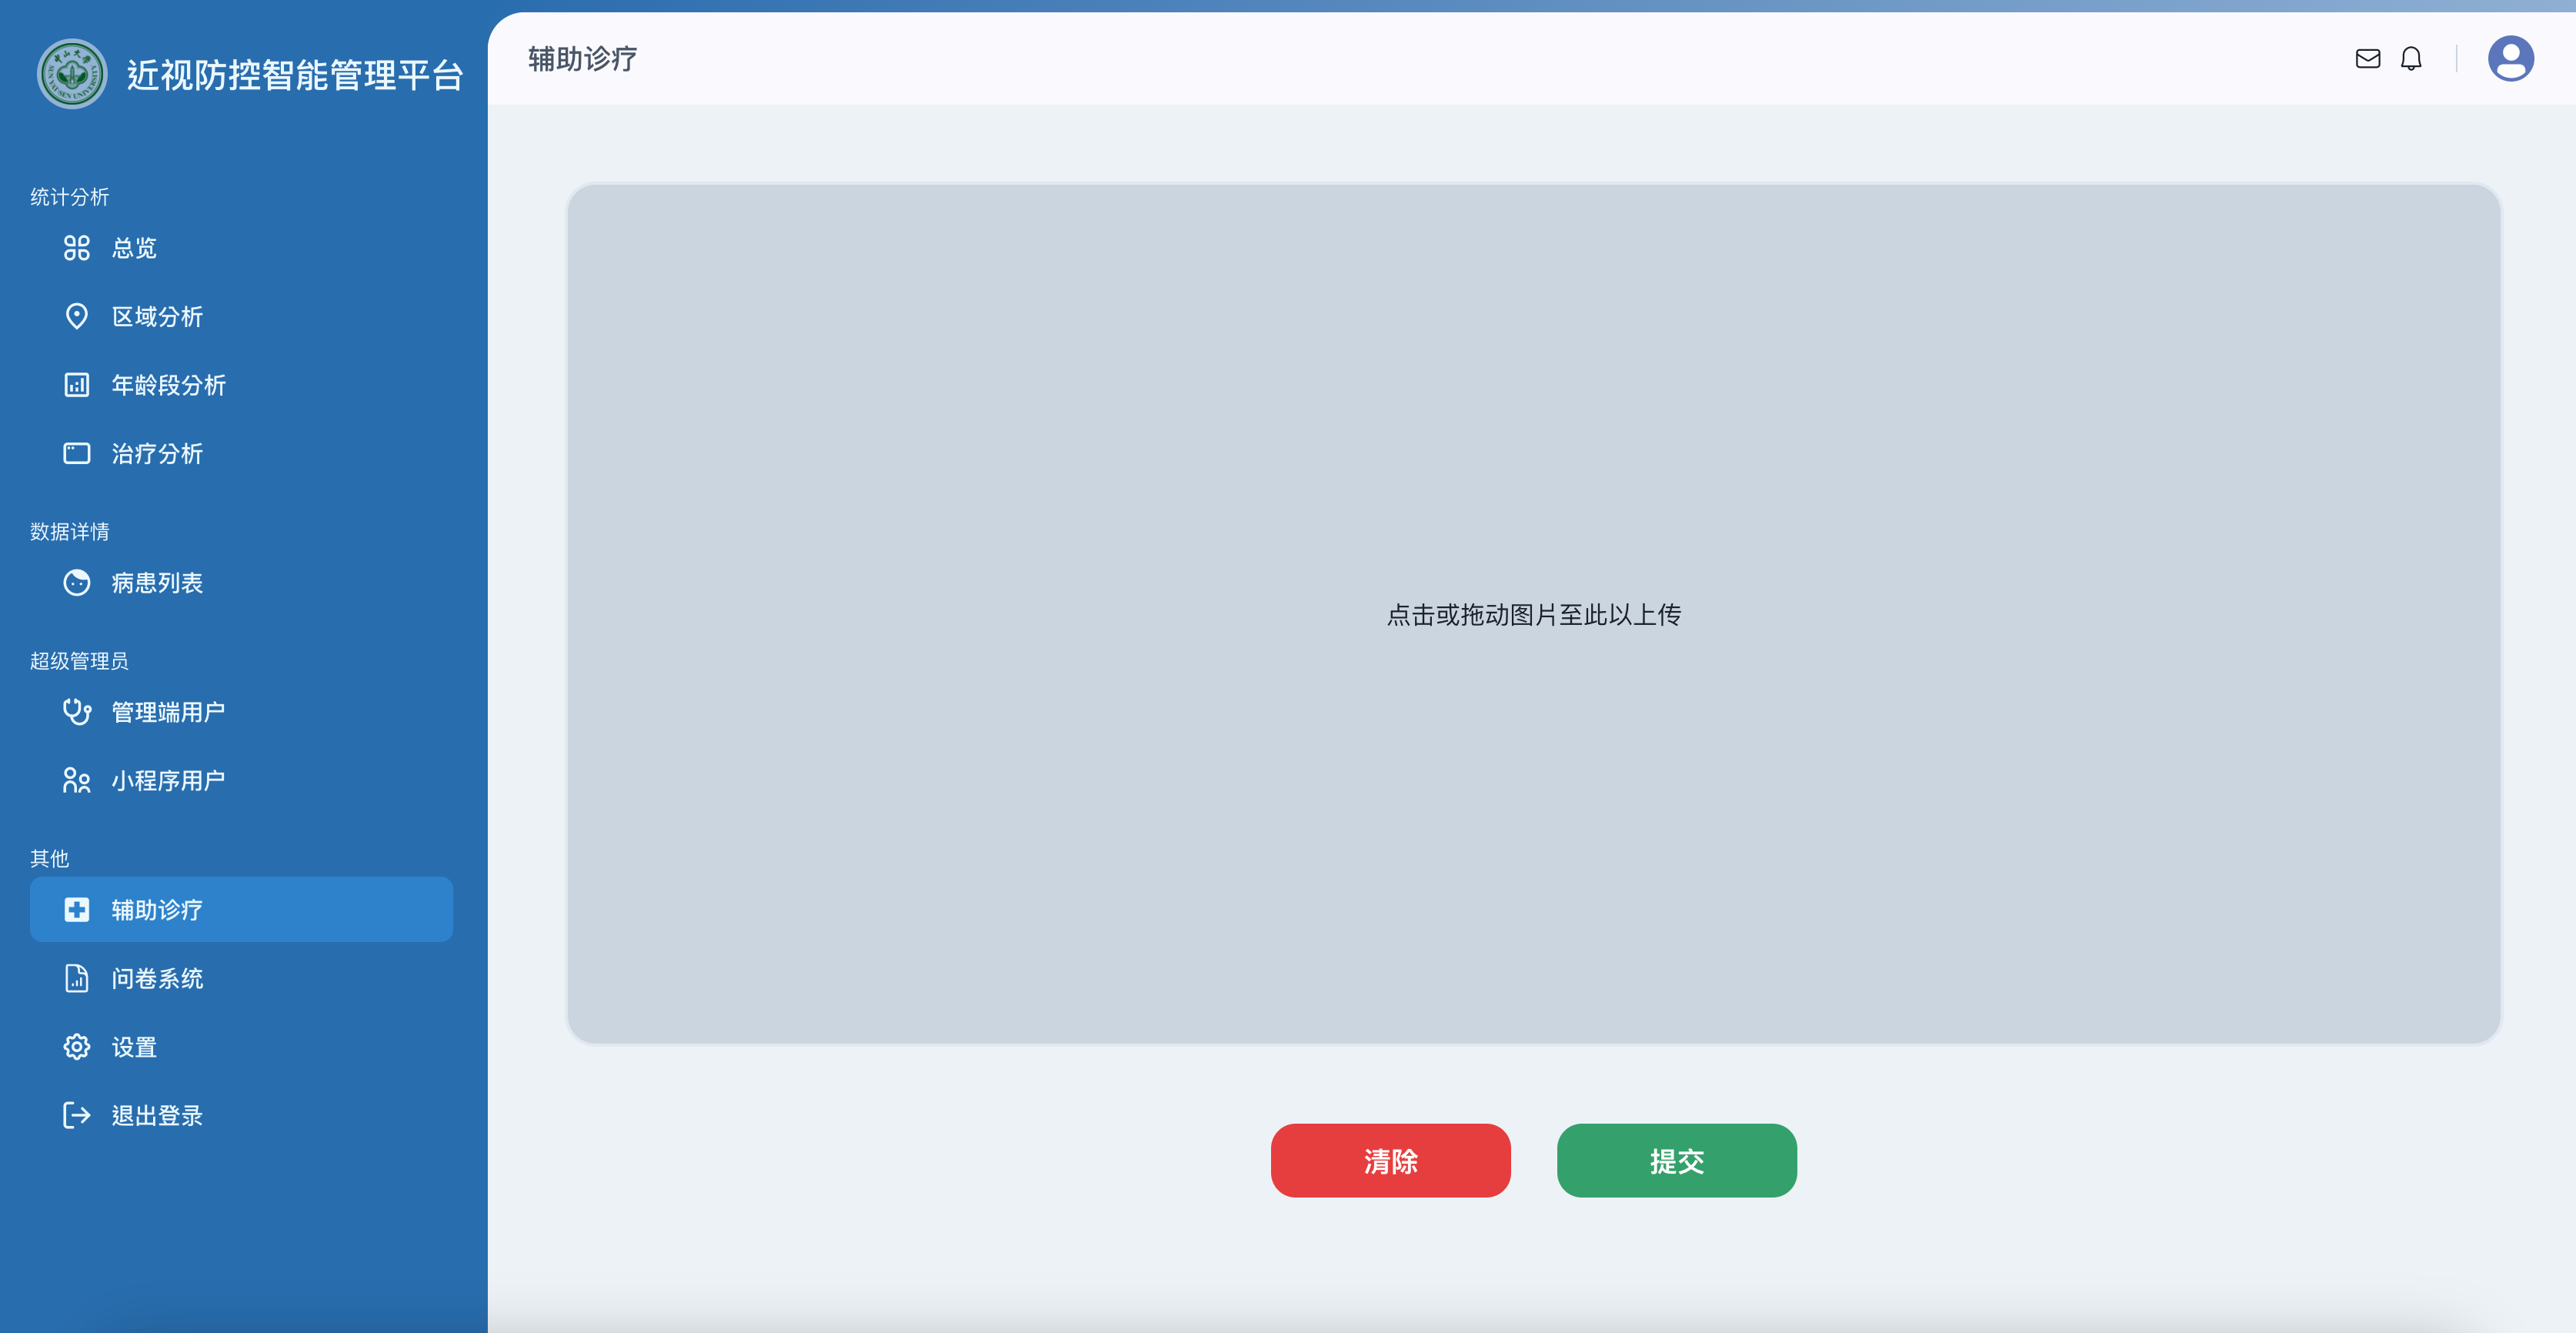 近视防控智能管理平台
辅助诊疗
统计分析
总览
区域分析
年龄段分析
治疗分析
数据详情
病患列表
超级管理员
管理端用户
小程序用户
其他
辅助诊疗
问卷系统
设置
退出登录
点击或拖动图片至此以上传
清除
提交